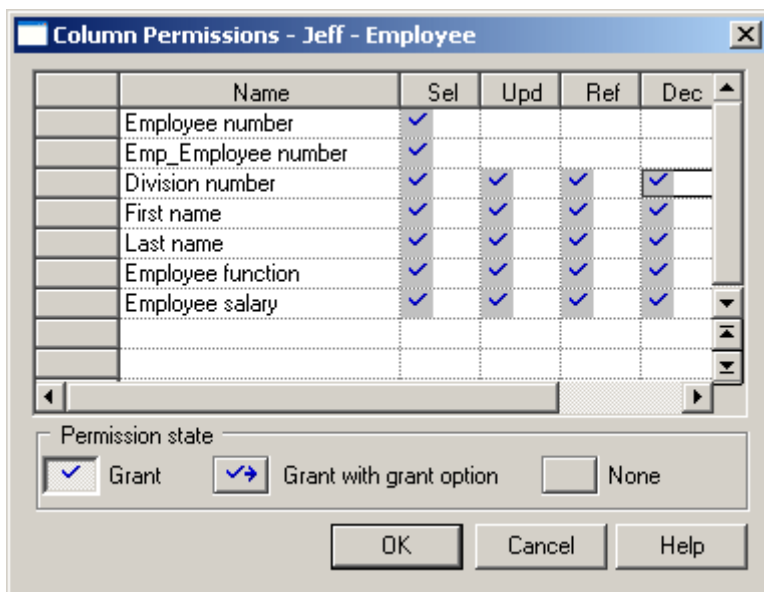 Column Permissions - Jeff - Employee
Name Sel Upd Ref Dec
Employee number
Emp_Employee number
Division number
First name
Last name
Employee function
Employee salary
Permission state
Grant Grant with grant option None
OK Cancel Help